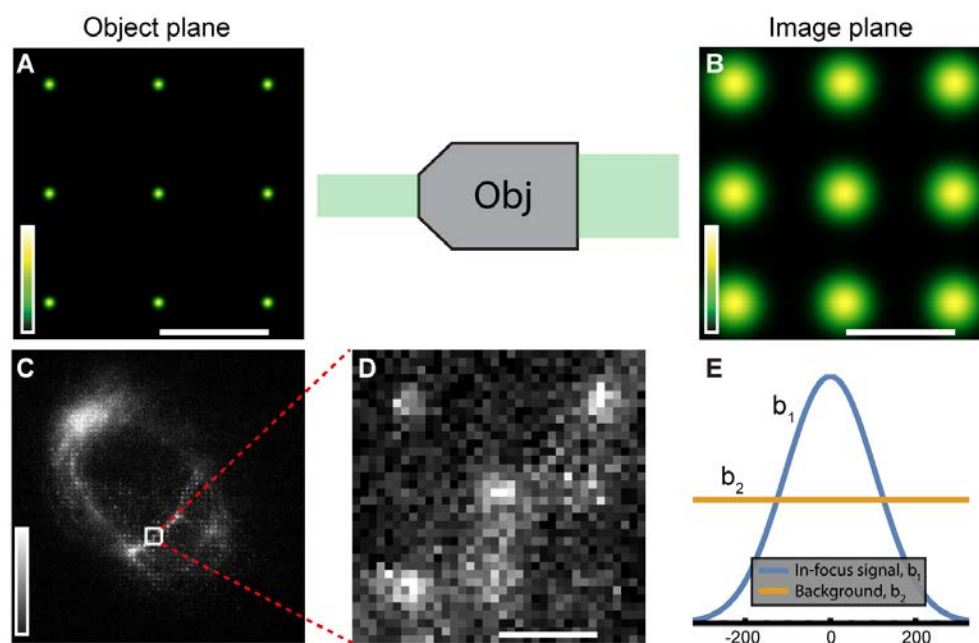 Object plane
Image plane
A
B
Obj
C
D
E
b₁
b₂
In-focus signal, b₁
Background, b₂
-200 0 200